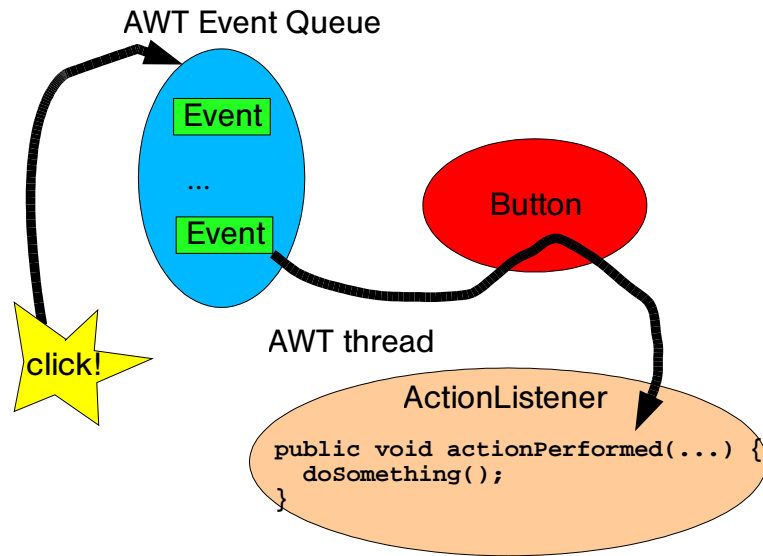 AWT Event Queue
Event
...
Event
Button
click!
AWT thread
ActionListener
public void actionPerformed(...) {
  doSomething();
}